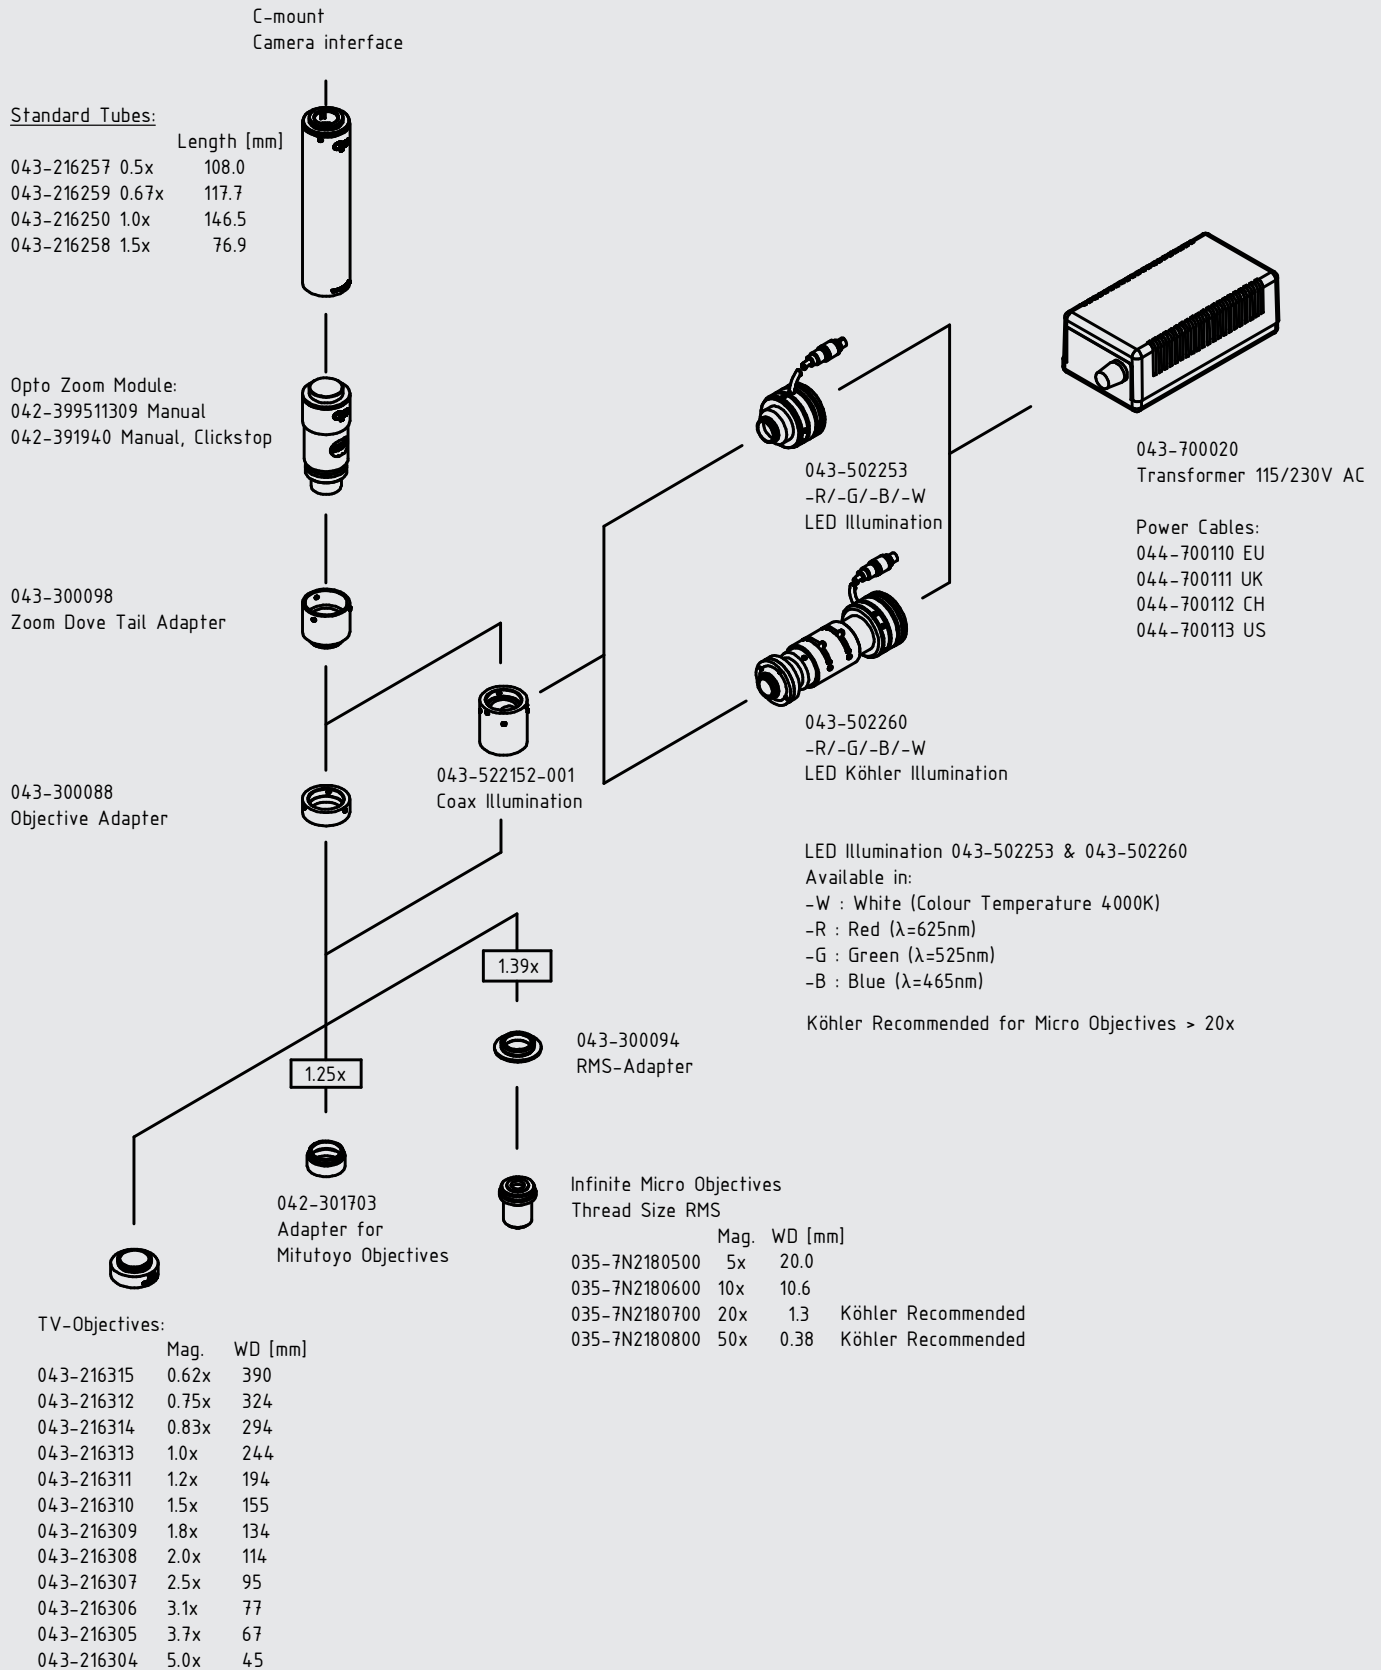 C-mount
Camera interface
Standard Tubes:
Length [mm]
043-216257 0.5x 108.0
043-216259 0.67x 117.7
043-216250 1.0x 146.5
043-216258 1.5x 76.9
Opto Zoom Module:
042-399511309 Manual
042-391940 Manual, Clickstop
043-300098
Zoom Dove Tail Adapter
043-300088
Objective Adapter
043-522152-001
Coax Illumination
043-502253
-R/-G/-B/-W
LED Illumination
043-502260
-R/-G/-B/-W
LED Köhler Illumination
043-700020
Transformer 115/230V AC
Power Cables:
044-700110 EU
044-700111 UK
044-700112 CH
044-700113 US
LED Illumination 043-502253 & 043-502260
Available in:
-W : White (Colour Temperature 4000K)
-R : Red (λ=625nm)
-G : Green (λ=525nm)
-B : Blue (λ=465nm)
Köhler Recommended for Micro Objectives > 20x
1.39x
043-300094
RMS-Adapter
1.25x
042-301703
Adapter for
Mitutoyo Objectives
Infinite Micro Objectives
Thread Size RMS
Mag. WD [mm]
035-7N2180500 5x 20.0
035-7N2180600 10x 10.6
035-7N2180700 20x 1.3 Köhler Recommended
035-7N2180800 50x 0.38 Köhler Recommended
TV-Objectives:
Mag. WD [mm]
043-216315 0.62x 390
043-216312 0.75x 324
043-216314 0.83x 294
043-216313 1.0x 244
043-216311 1.2x 194
043-216310 1.5x 155
043-216309 1.8x 134
043-216308 2.0x 114
043-216307 2.5x 95
043-216306 3.1x 77
043-216305 3.7x 67
043-216304 5.0x 45